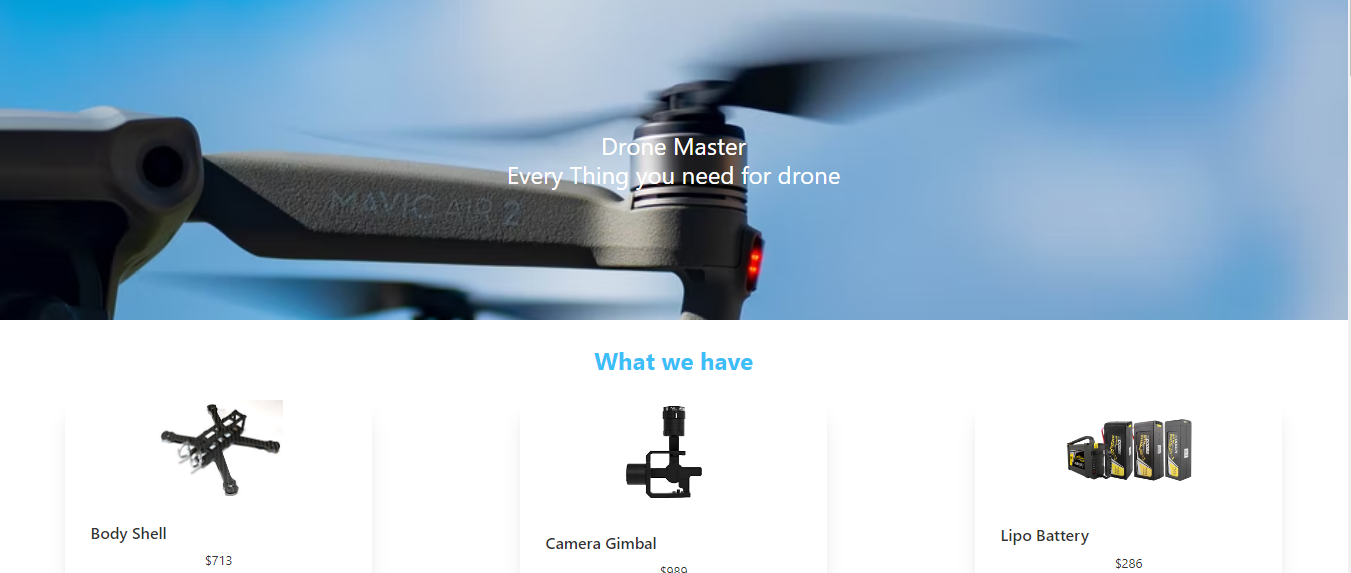 Drone Master
Every Thing you need for drone
MAVIC AIR 2
What we have
Body Shell
$713
Camera Gimbal
$989
Lipo Battery
$286